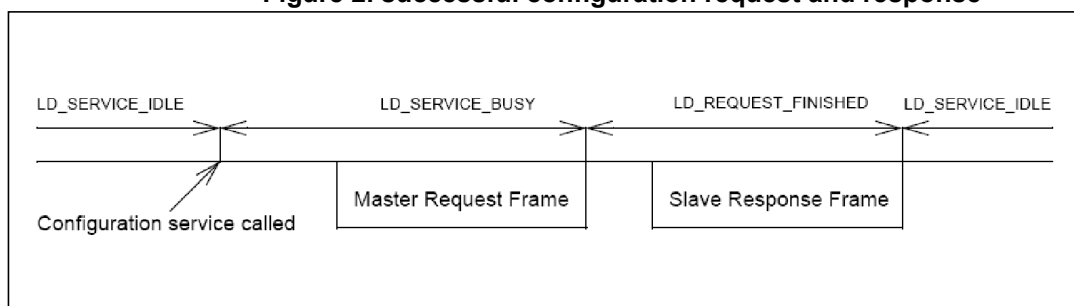 Figure 2. successful configuration request and response
LD_SERVICE_IDLE
LD_SERVICE_BUSY
LD_REQUEST_FINISHED
LD_SERVICE_IDLE
Master Request Frame
Slave Response Frame
Configuration service called